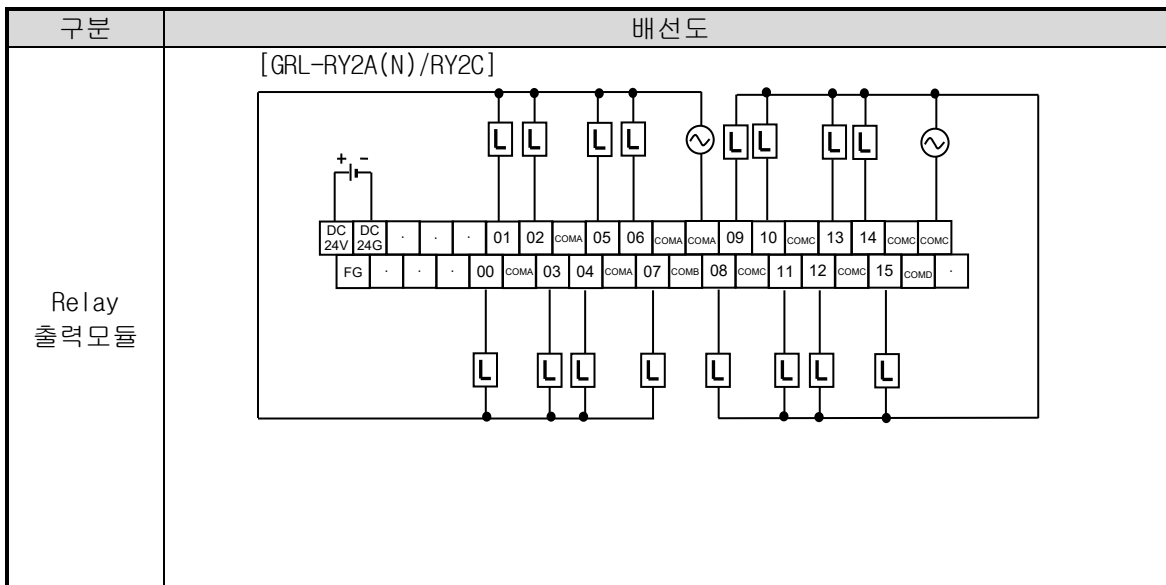 구분
배선도
[GRL-RY2A(N)/RY2C]
L L L L L L L L
+ -
DC 24V DC 24G · · · 01 02 COMA 05 06 COMA COMA 09 10 COMC 13 14 COMC COMC
FG · · · 00 COMA 03 04 COMA 07 COMB 08 COMC 11 12 COMC 15 COMD ·
Relay
출력모듈
L L L L L L L L